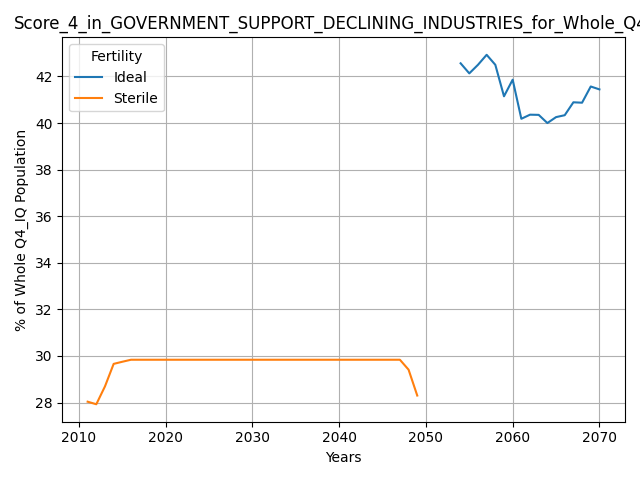 Score_4_in_GOVERNMENT_SUPPORT_DECLINING_INDUSTRIES_for_Whole_Q4
Fertility
Ideal
Sterile
% of Whole Q4_IQ Population
42
40
38
36
34
32
30
28
2010 2020 2030 2040 2050 2060 2070
Years